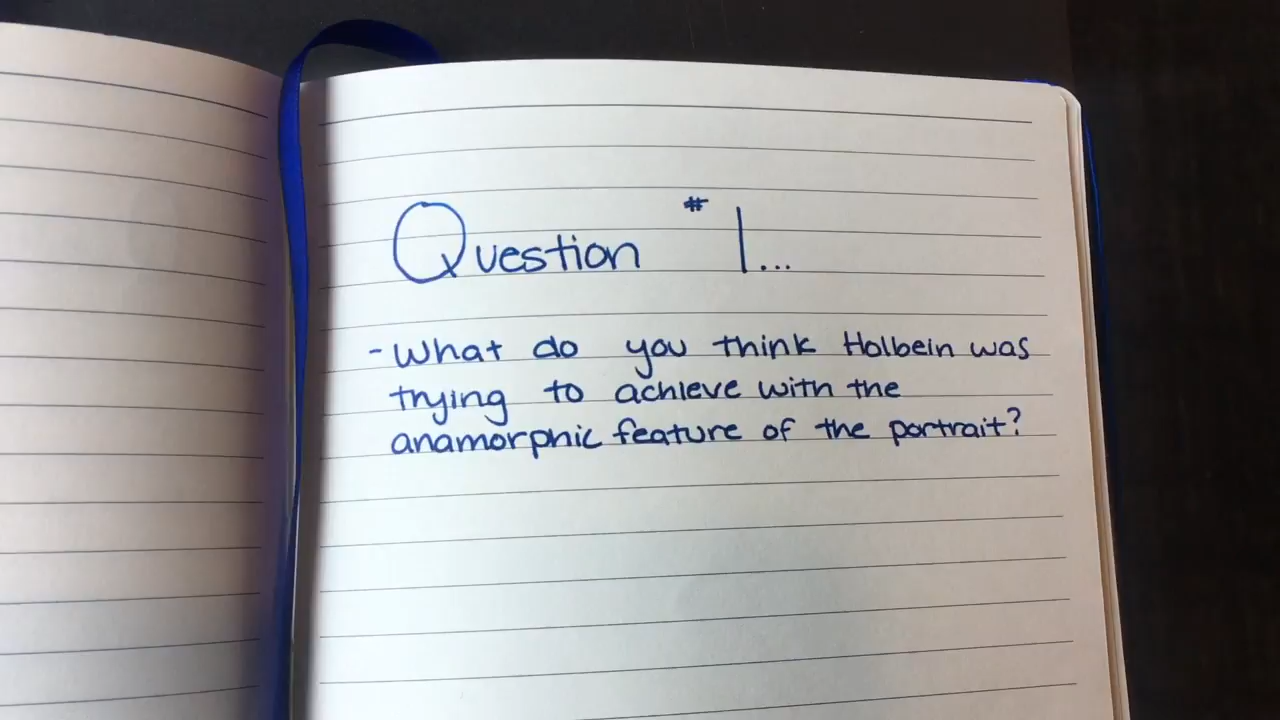 Question #1...
- What do you think Holbein was
trying to achieve with the
anamorphic feature of the portrait?